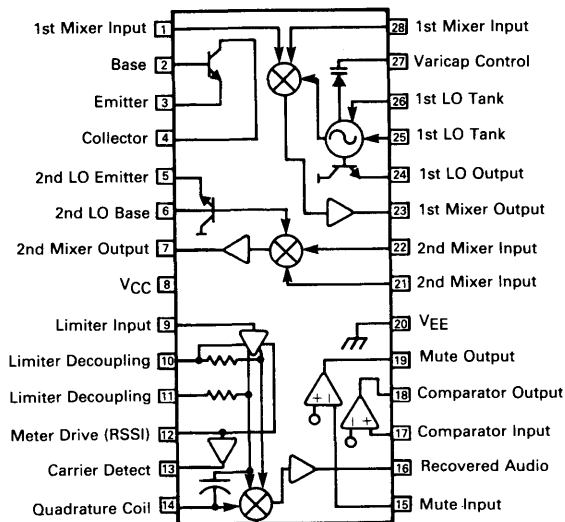 1st Mixer Input 1
Base 2
Emitter 3
Collector 4
2nd LO Emitter 5
2nd LO Base 6
2nd Mixer Output 7
VCC 8
Limiter Input 9
Limiter Decoupling 10
Limiter Decoupling 11
Meter Drive (RSSI) 12
Carrier Detect 13
Quadrature Coil 14
28 1st Mixer Input
27 Varicap Control
26 1st LO Tank
25 1st LO Tank
24 1st LO Output
23 1st Mixer Output
22 2nd Mixer Input
21 2nd Mixer Input
20 VEE
19 Mute Output
18 Comparator Output
17 Comparator Input
16 Recovered Audio
15 Mute Input
+ −
+ −